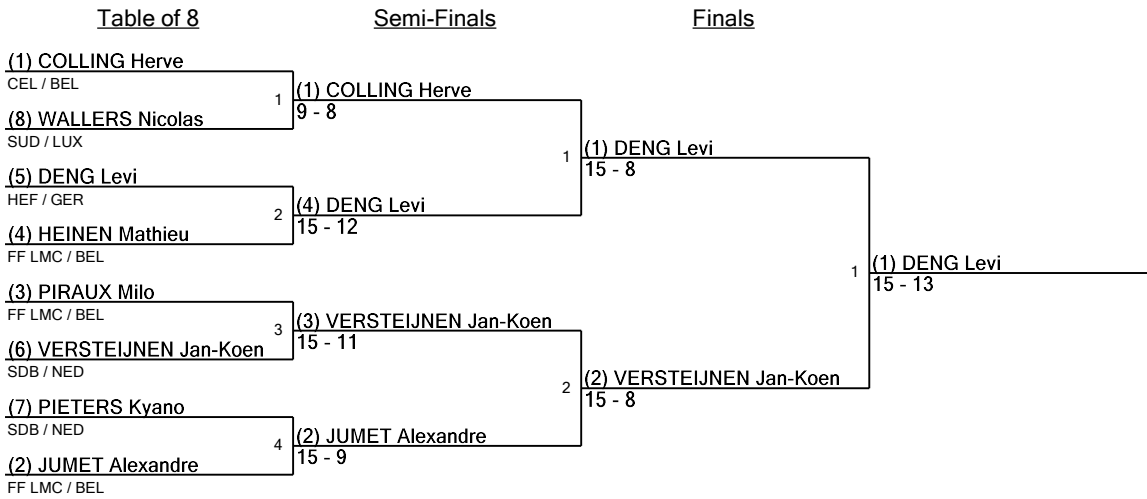 Table of 8
Semi-Finals
Finals
(1) COLLING Herve
CEL / BEL
1
(8) WALLERS Nicolas
SUD / LUX
(5) DENG Levi
HEF / GER
2
(4) HEINEN Mathieu
FF LMC / BEL
(3) PIRAUX Milo
FF LMC / BEL
3
(6) VERSTEIJNEN Jan-Koen
SDB / NED
(7) PIETERS Kyano
SDB / NED
4
(2) JUMET Alexandre
FF LMC / BEL
(1) COLLING Herve
9 - 8
1
(4) DENG Levi
15 - 12
(3) VERSTEIJNEN Jan-Koen
15 - 11
2
(2) JUMET Alexandre
15 - 9
(1) DENG Levi
15 - 8
1
(2) VERSTEIJNEN Jan-Koen
15 - 8
(1) DENG Levi
15 - 13